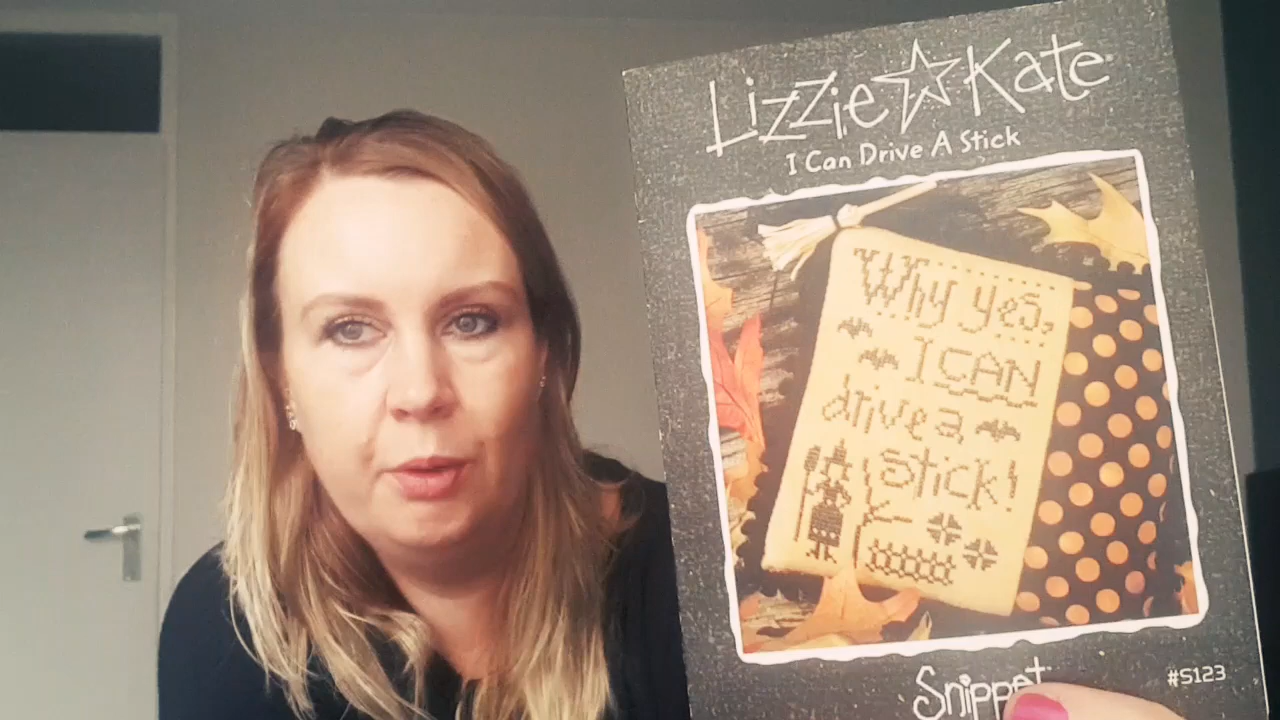 Lizzie Kate
I Can Drive A Stick
Why yes,
I CAN
drive a
stick!
Snippet
#S123